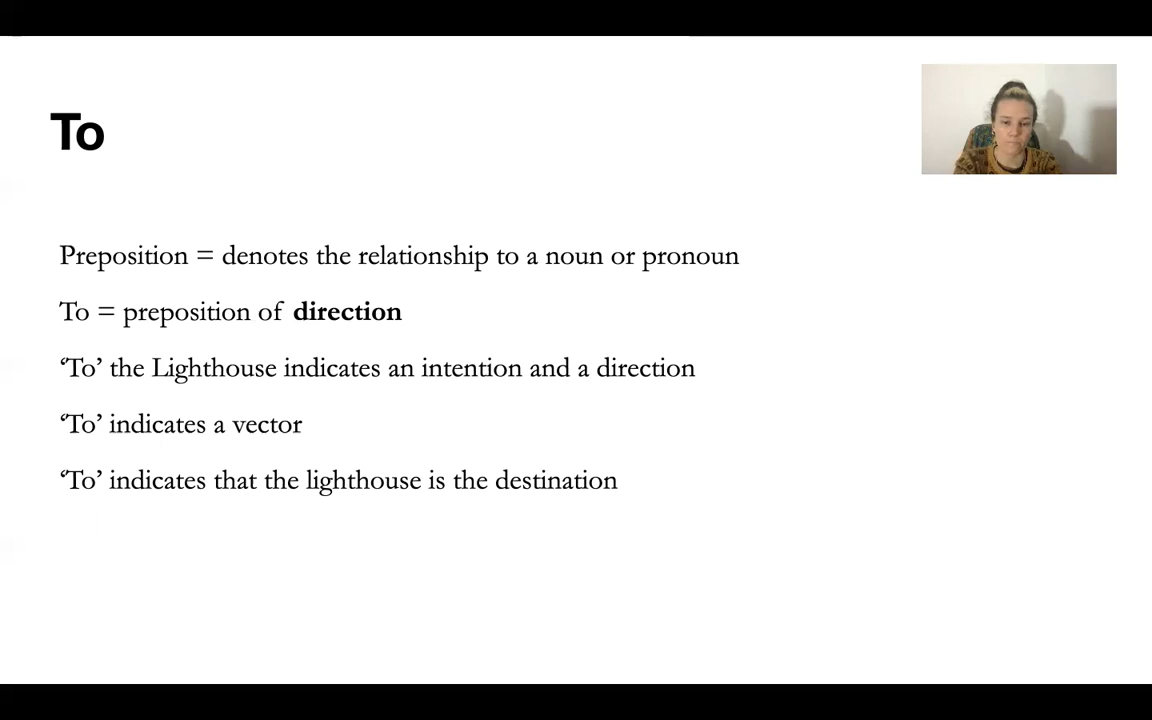 To
Preposition = denotes the relationship to a noun or pronoun
To = preposition of direction
‘To’ the Lighthouse indicates an intention and a direction
‘To’ indicates a vector
‘To’ indicates that the lighthouse is the destination